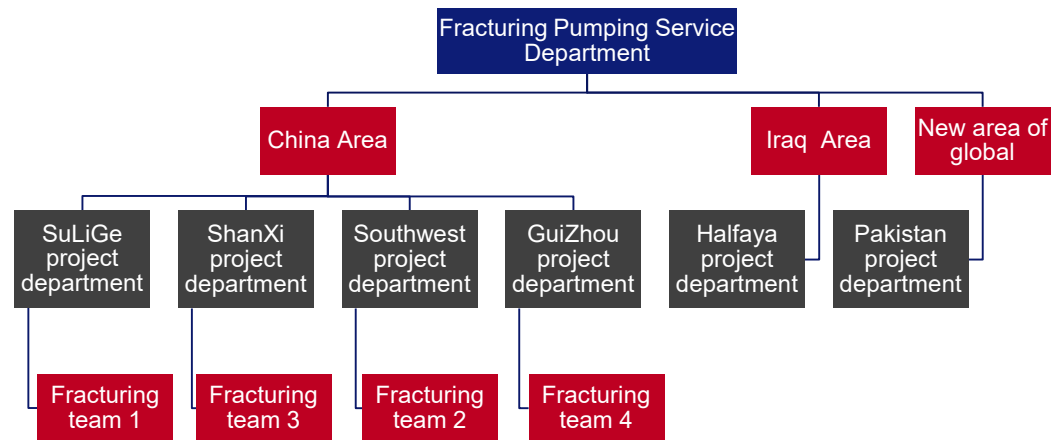 Fracturing Pumping Service
Department
China Area
Iraq Area
New area of
global
SuLiGe
project
department
ShanXi
project
department
Southwest
project
department
GuiZhou
project
department
Halfaya
project
department
Pakistan
project
department
Fracturing
team 1
Fracturing
team 3
Fracturing
team 2
Fracturing
team 4